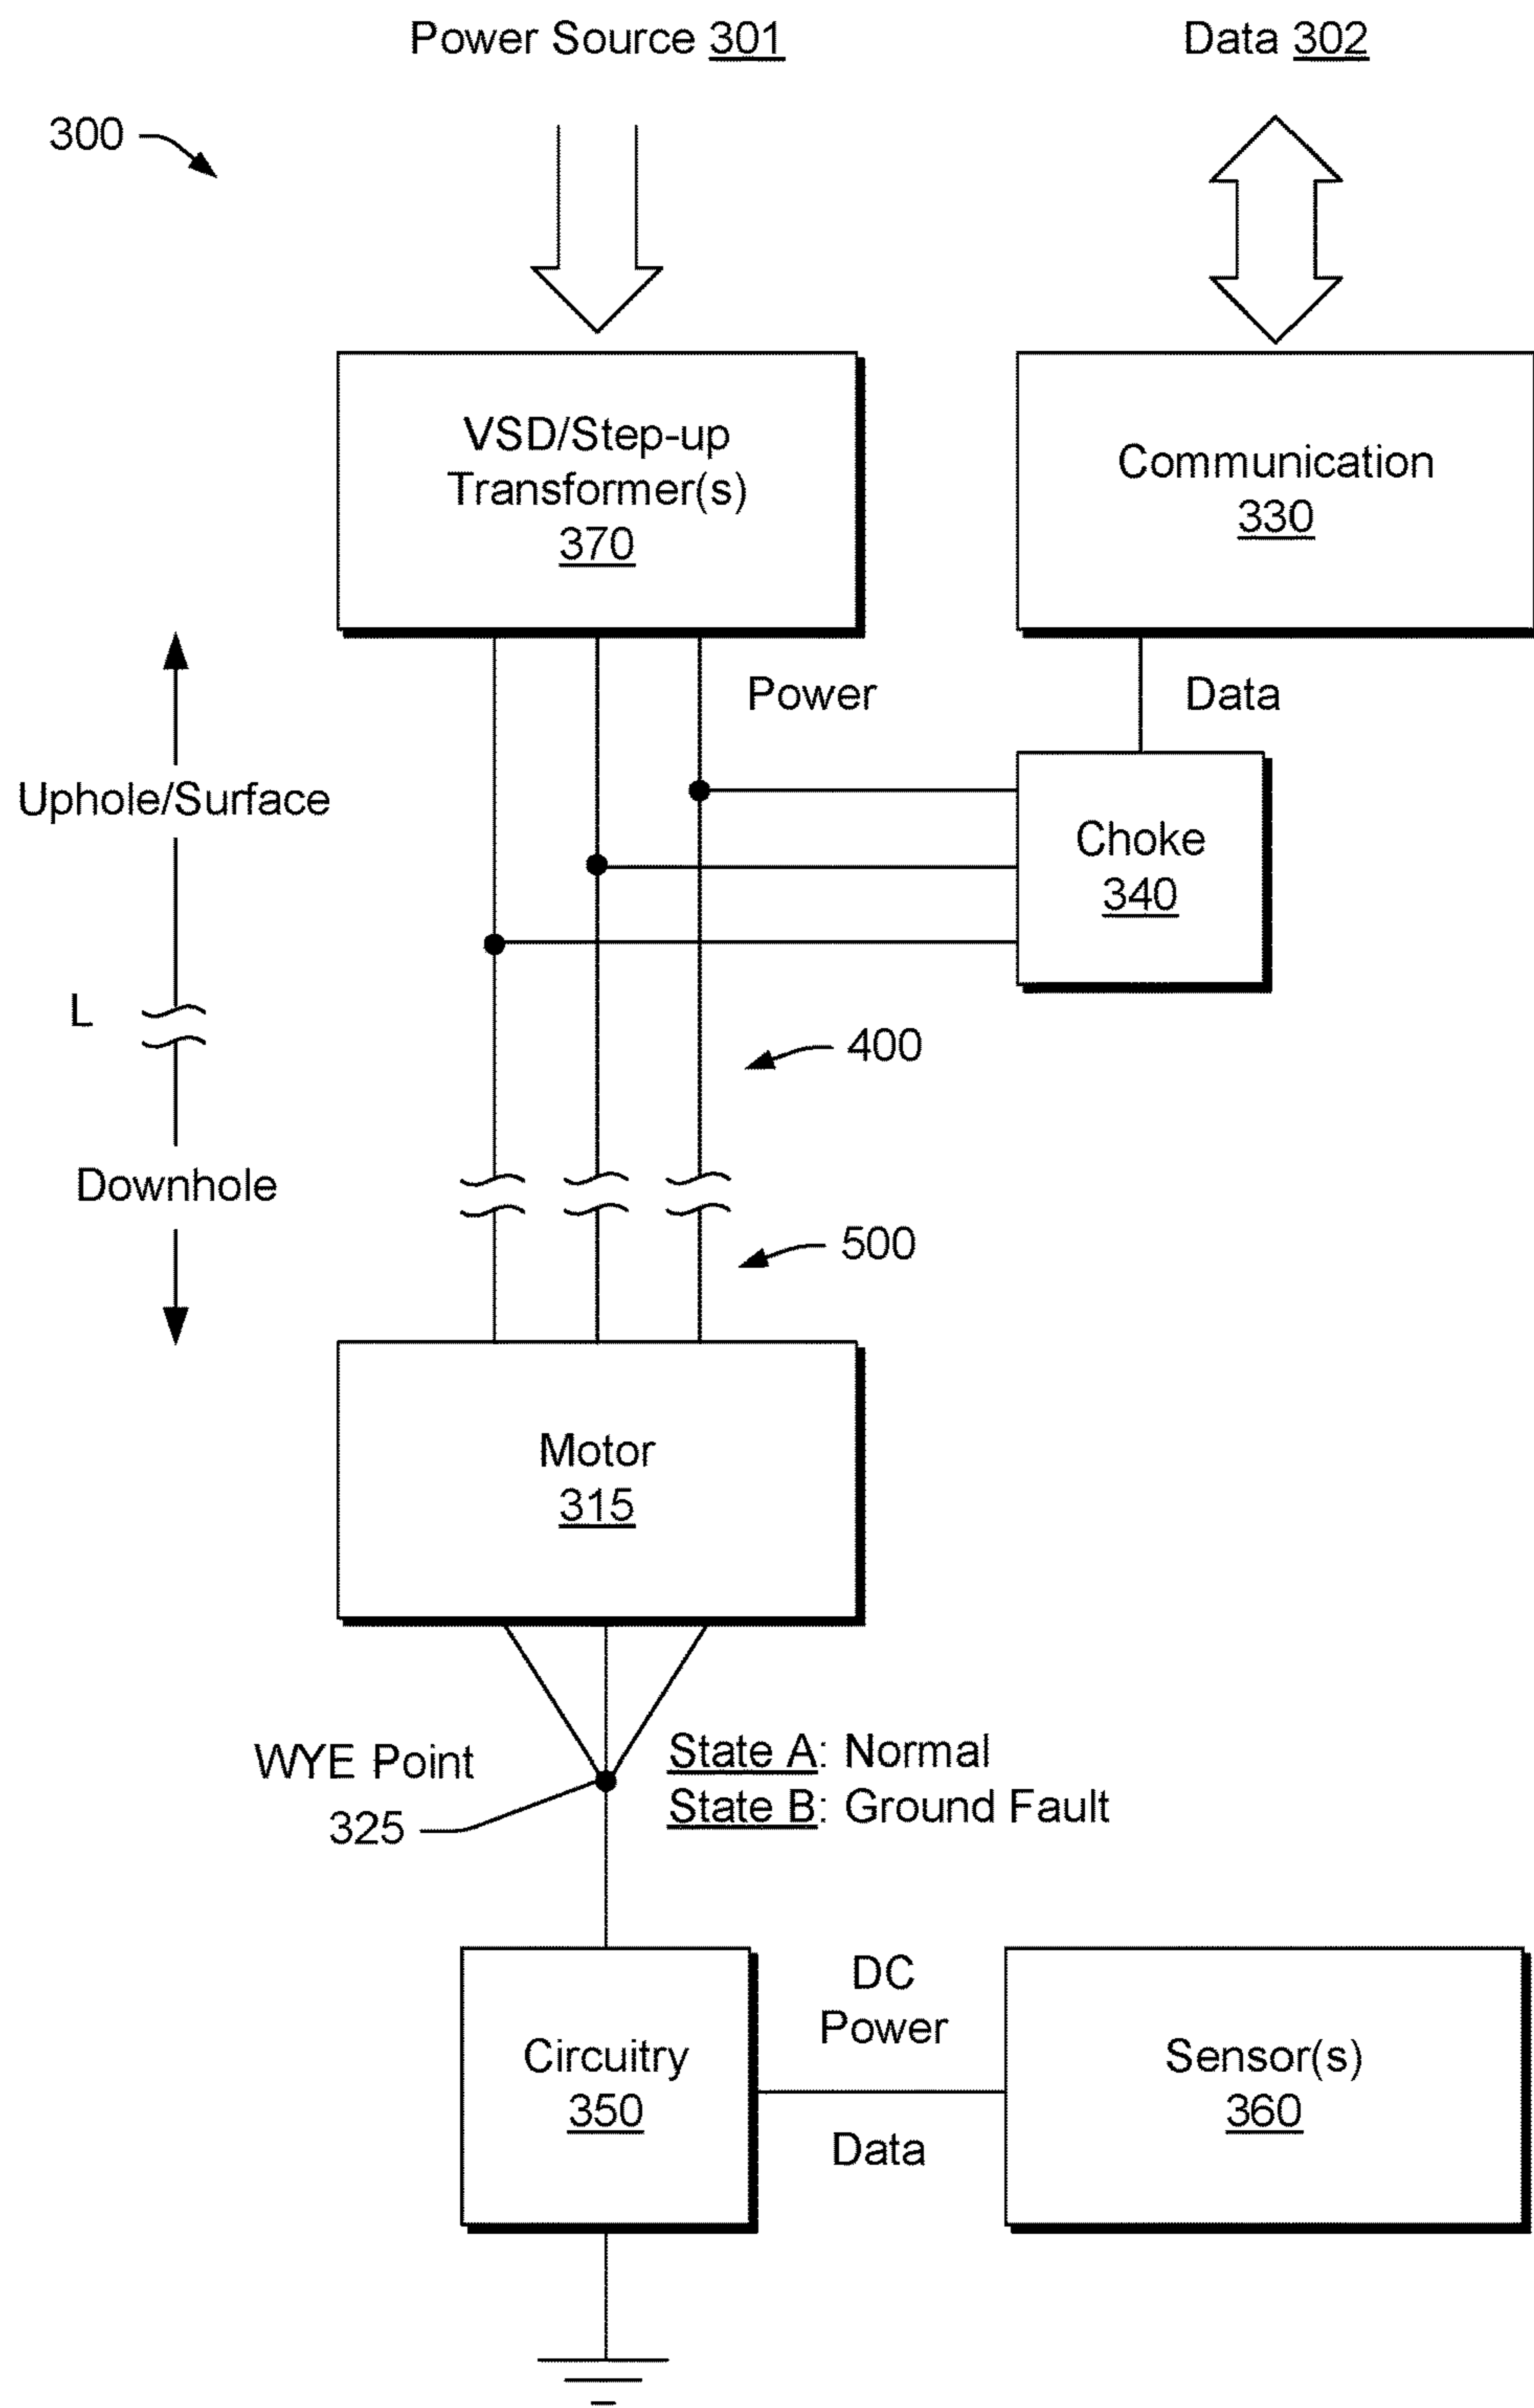 Power Source 301
Data 302
300
VSD/Step-up
Transformer(s)
370
Communication
330
Power
Data
Uphole/Surface
Choke
340
L
400
Downhole
500
Motor
315
WYE Point
325
State A: Normal
State B: Ground Fault
Circuitry
350
DC
Power
Data
Sensor(s)
360